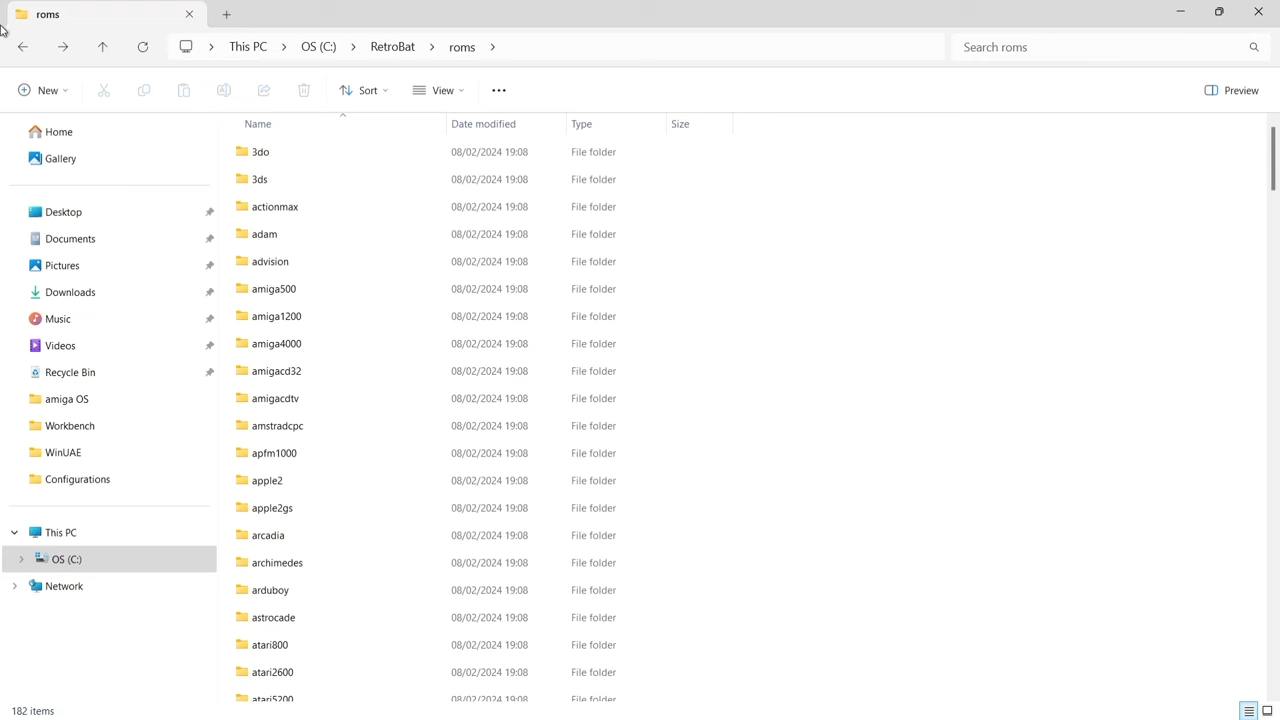 roms
This PC OS (C:) RetroBat roms
Search roms
New
Sort
View
Preview
Home
Gallery
Desktop
Documents
Pictures
Downloads
Music
Videos
Recycle Bin
amiga OS
Workbench
WinUAE
Configurations
This PC
OS (C:)
Network
Name Date modified Type Size
3do 08/02/2024 19:08 File folder
3ds 08/02/2024 19:08 File folder
actionmax 08/02/2024 19:08 File folder
adam 08/02/2024 19:08 File folder
advision 08/02/2024 19:08 File folder
amiga500 08/02/2024 19:08 File folder
amiga1200 08/02/2024 19:08 File folder
amiga4000 08/02/2024 19:08 File folder
amigacd32 08/02/2024 19:08 File folder
amigacdtv 08/02/2024 19:08 File folder
amstradcpc 08/02/2024 19:08 File folder
apfm1000 08/02/2024 19:08 File folder
apple2 08/02/2024 19:08 File folder
apple2gs 08/02/2024 19:08 File folder
arcadia 08/02/2024 19:08 File folder
archimedes 08/02/2024 19:08 File folder
arduboy 08/02/2024 19:08 File folder
astrocade 08/02/2024 19:08 File folder
atari800 08/02/2024 19:08 File folder
atari2600 08/02/2024 19:08 File folder
atari5200 08/02/2024 19:08 File folder
182 items